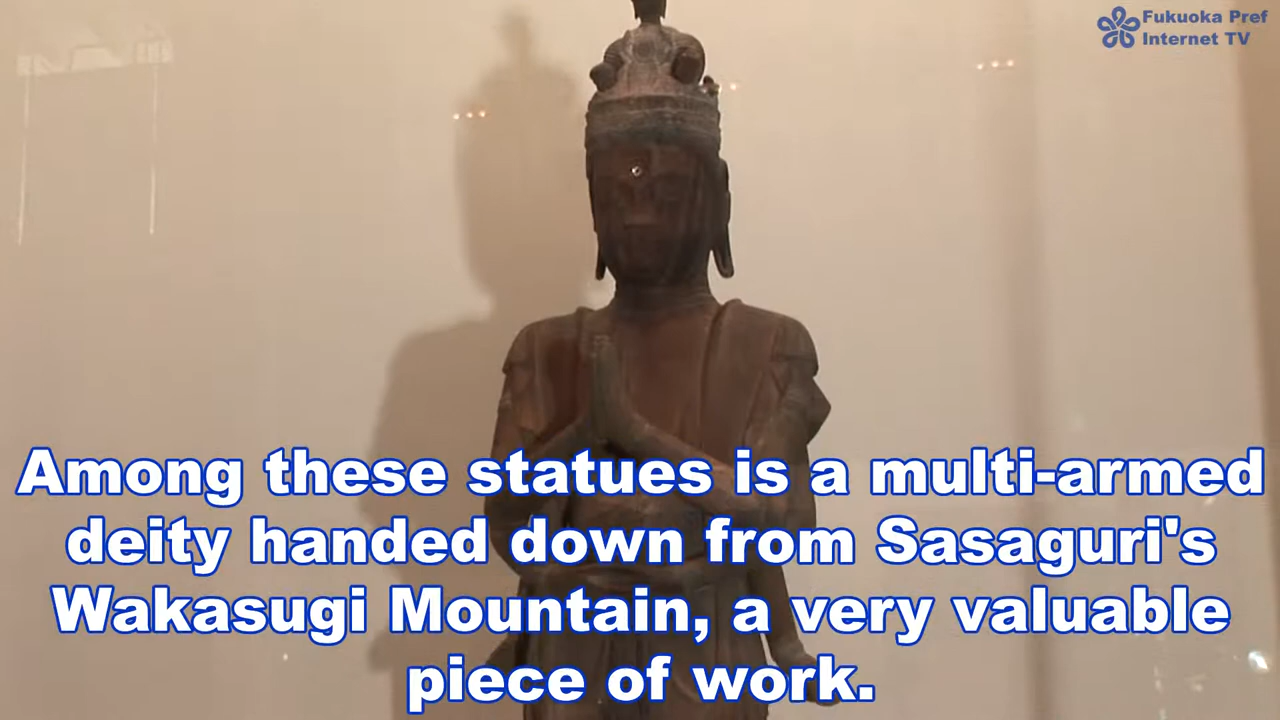 Fukuoka Pref
Internet TV
Among these statues is a multi-armed
deity handed down from Sasaguri's
Wakasugi Mountain, a very valuable
piece of work.